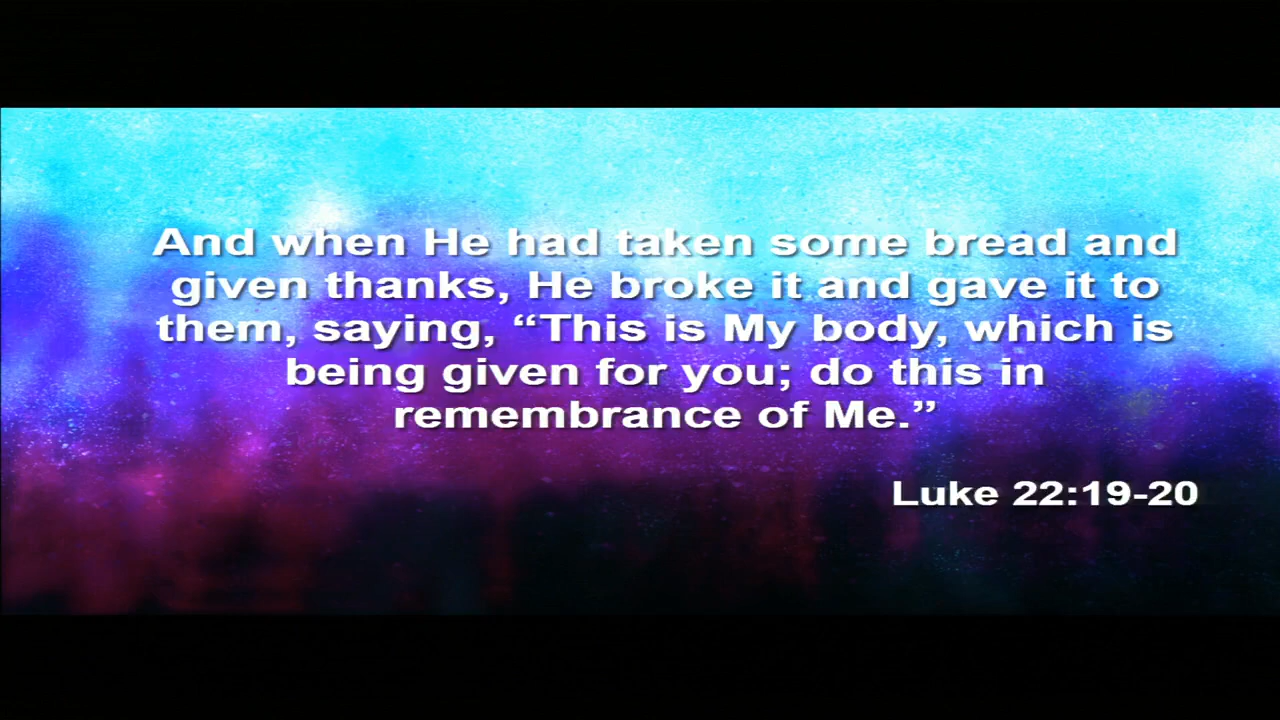 And when He had taken some bread and
given thanks, He broke it and gave it to
them, saying, “This is My body, which is
being given for you; do this in
remembrance of Me.”
Luke 22:19-20